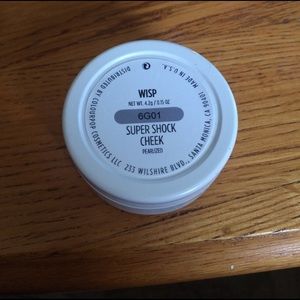 WISP
NET WT. 4.2g / 0.15 OZ
6G01
SUPER SHOCK
CHEEK
PEARLIZED
DISTRIBUTED BY COLOURPOP COSMETICS LLC 233 WILSHIRE BLVD., SANTA MONICA, CA 90401
MADE IN U.S.A.